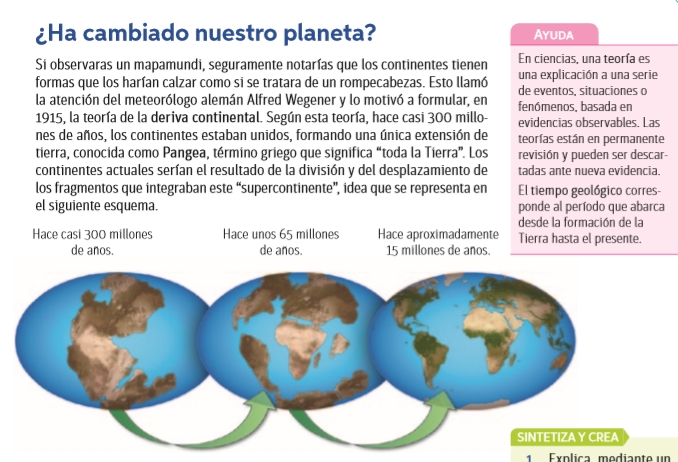 ¿Ha cambiado nuestro planeta?
Si observaras un mapamundi, seguramente notarías que los continentes tienen
formas que los harían calzar como si se tratara de un rompecabezas. Esto llamó
la atención del meteorólogo alemán Alfred Wegener y lo motivó a formular, en
1915, la teoría de la deriva continental. Según esta teoría, hace casi 300 millo-
nes de años, los continentes estaban unidos, formando una única extensión de
tierra, conocida como Pangea, término griego que significa “toda la Tierra”. Los
continentes actuales serían el resultado de la división y del desplazamiento de
los fragmentos que integraban este “supercontinente”, idea que se representa en
el siguiente esquema.
Hace casi 300 millones
de años.
Hace unos 65 millones
de años.
Hace aproximadamente
15 millones de años.
AYUDA
En ciencias, una teoría es
una explicación a una serie
de eventos, situaciones o
fenómenos, basada en
evidencias observables. Las
teorías están en permanente
revisión y pueden ser descar-
tadas ante nueva evidencia.
El tiempo geológico corres-
ponde al período que abarca
desde la formación de la
Tierra hasta el presente.
SINTETIZA Y CREA
1 Explica, mediante un